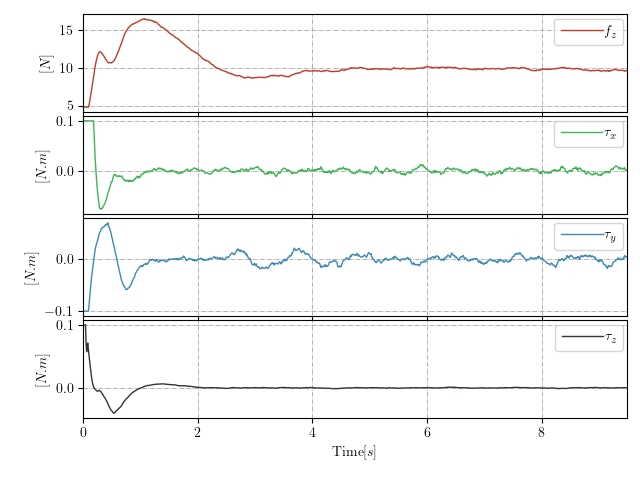 15
10
5
[N]
f_z
0.1
0.0
[N.m]
τ_x
0.0
−0.1
[N.m]
τ_y
0.1
0.0
[N.m]
τ_z
0 2 4 6 8
Time[s]